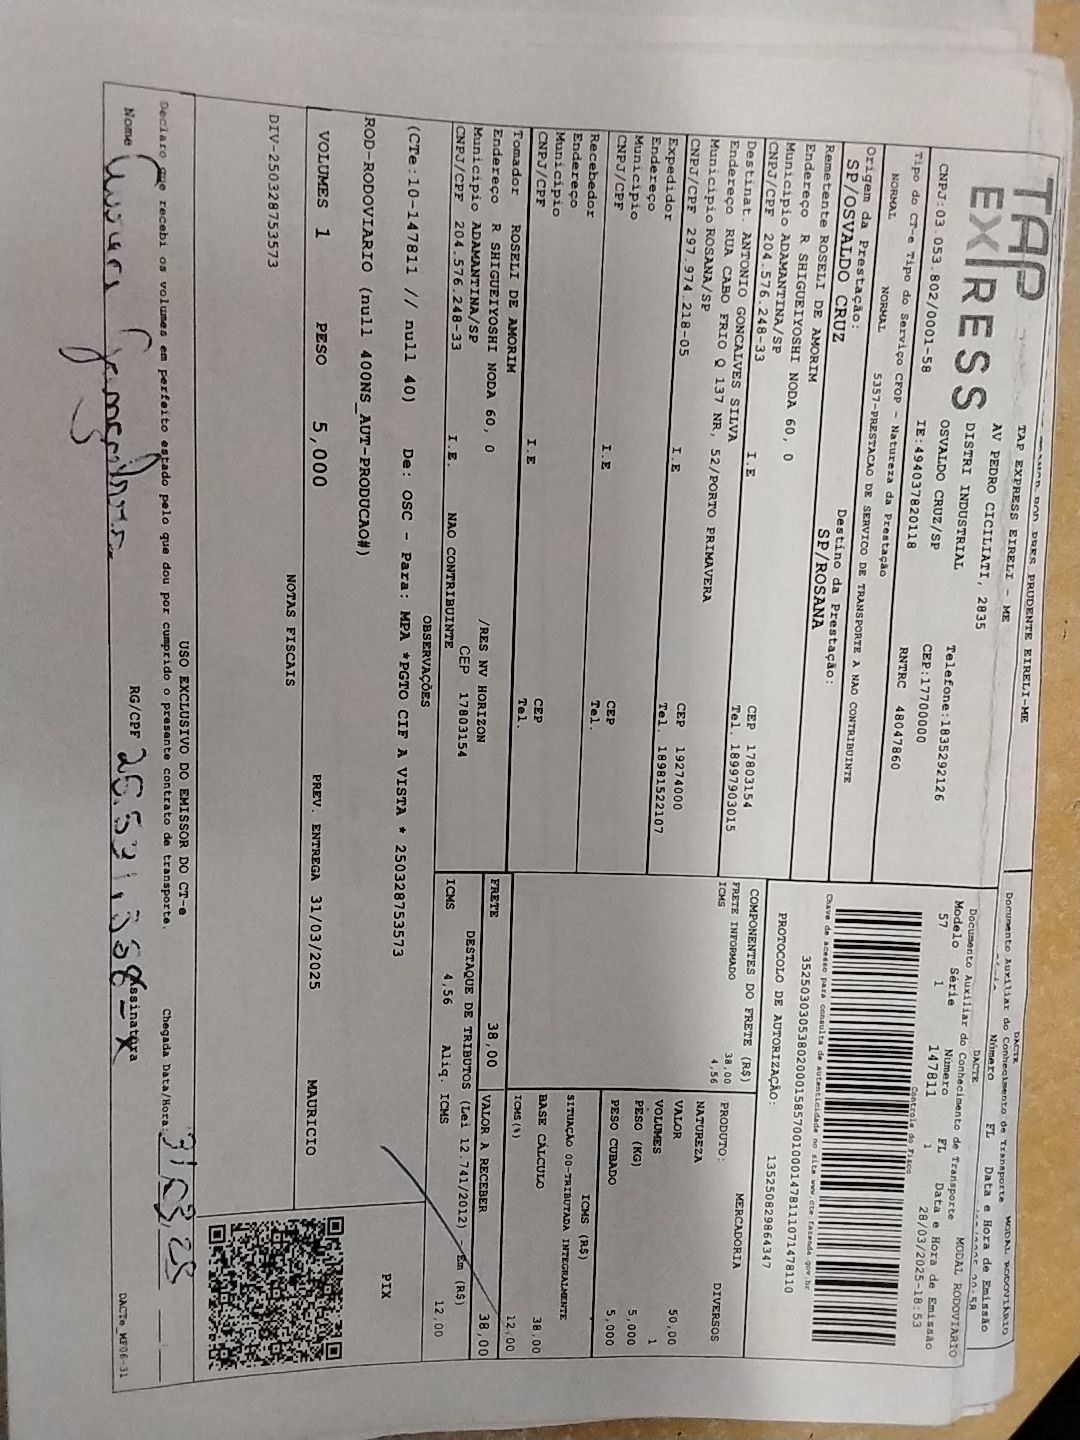 TAP EXPRESS EIRELI - ME
AV PEDRO CICILIATI, 2835
DISTRI INDUSTRIAL
OSVALDO CRUZ/SP
TAP
EXPRESS
Telefone:1835292126
CEP:17700000
CNPJ:03.053.802/0001-58
IE:494037820118
RNTRC 48047860
DACTE
Documento Auxiliar do Conhecimento de Transporte
MODAL RODOVIÁRIO
Modelo Série Número FL Data e Hora de Emissão
57 1 147811 1 28/03/2025-18:53
Controle do Fisco
Tipo do CT-e Tipo do Serviço CFOP - Natureza da Prestação
NORMAL NORMAL 5357-PRESTACAO DE SERVICO DE TRANSPORTE A NAO CONTRIBUINTE
Chave de acesso para consulta de autenticidade no site www.cte.fazenda.gov.br
Origem da Prestação: Destino da Prestação:
SP/OSVALDO CRUZ SP/ROSANA
PROTOCOLO DE AUTORIZAÇÃO: 135250829864347
Remetente ROSELI DE AMORIM
Endereço R SHIGUEIYOSHI NODA 60, 0
Município ADAMANTINA/SP CEP 17803154
CNPJ/CPF 204.576.248-33 I.E Tel. 18997903015
Destinat. ANTONIO GONCALVES SILVA
Endereço RUA CABO FRIO Q 137 NR, 52/PORTO PRIMAVERA
Município ROSANA/SP CEP 19274000
CNPJ/CPF 297.974.218-05 I.E Tel. 18981522107
Expedidor
Endereço
Município CEP
CNPJ/CPF I.E Tel.
Recebedor
Endereço
Município CEP
CNPJ/CPF I.E Tel.
Tomador ROSELI DE AMORIM
Endereço R SHIGUEIYOSHI NODA 60, 0 /RES NV HORIZON
Município ADAMANTINA/SP CEP 17803154
CNPJ/CPF 204.576.248-33 I.E. NAO CONTRIBUINTE
COMPONENTES DO FRETE (R$)
FRETE INFORMADO 38,00
ICMS 4,56
PRODUTO: MERCADORIA
NATUREZA DIVERSOS
VALOR 50,00
VOLUMES 1
PESO (KG) 5,000
PESO CUBADO 5,000
ICMS (R$)
SITUAÇÃO 00-TRIBUTADA INTEGRALMENTE
BASE CÁLCULO 38,00
ICMS(%) 12,00
FRETE 38,00 VALOR A RECEBER 38,00
DESTAQUE DE TRIBUTOS (Lei 12.741/2012) - Em (R$)
ICMS 4,56 Aliq. ICMS 12,00
OBSERVAÇÕES
((CTe:10-147811 // null 40) De: OSC - Para: MPA *PGTO CIF A VISTA * 250328753573
ROD-RODOVIARIO (null 400NS_AUT-PRODUCAO#)
PIX
VOLUMES 1 PESO 5,000 PREV. ENTREGA 31/03/2025 MAURICIO
NOTAS FISCAIS
DIV-250328753573
USO EXCLUSIVO DO EMISSOR DO CT-e
Declaro que recebi os volumes em perfeito estado pelo que dou por cumprido o presente contrato de transporte. Chegada Data/Hora: 31/03/25
Nome RG/CPF Assinatura
DACTe_WF06-31